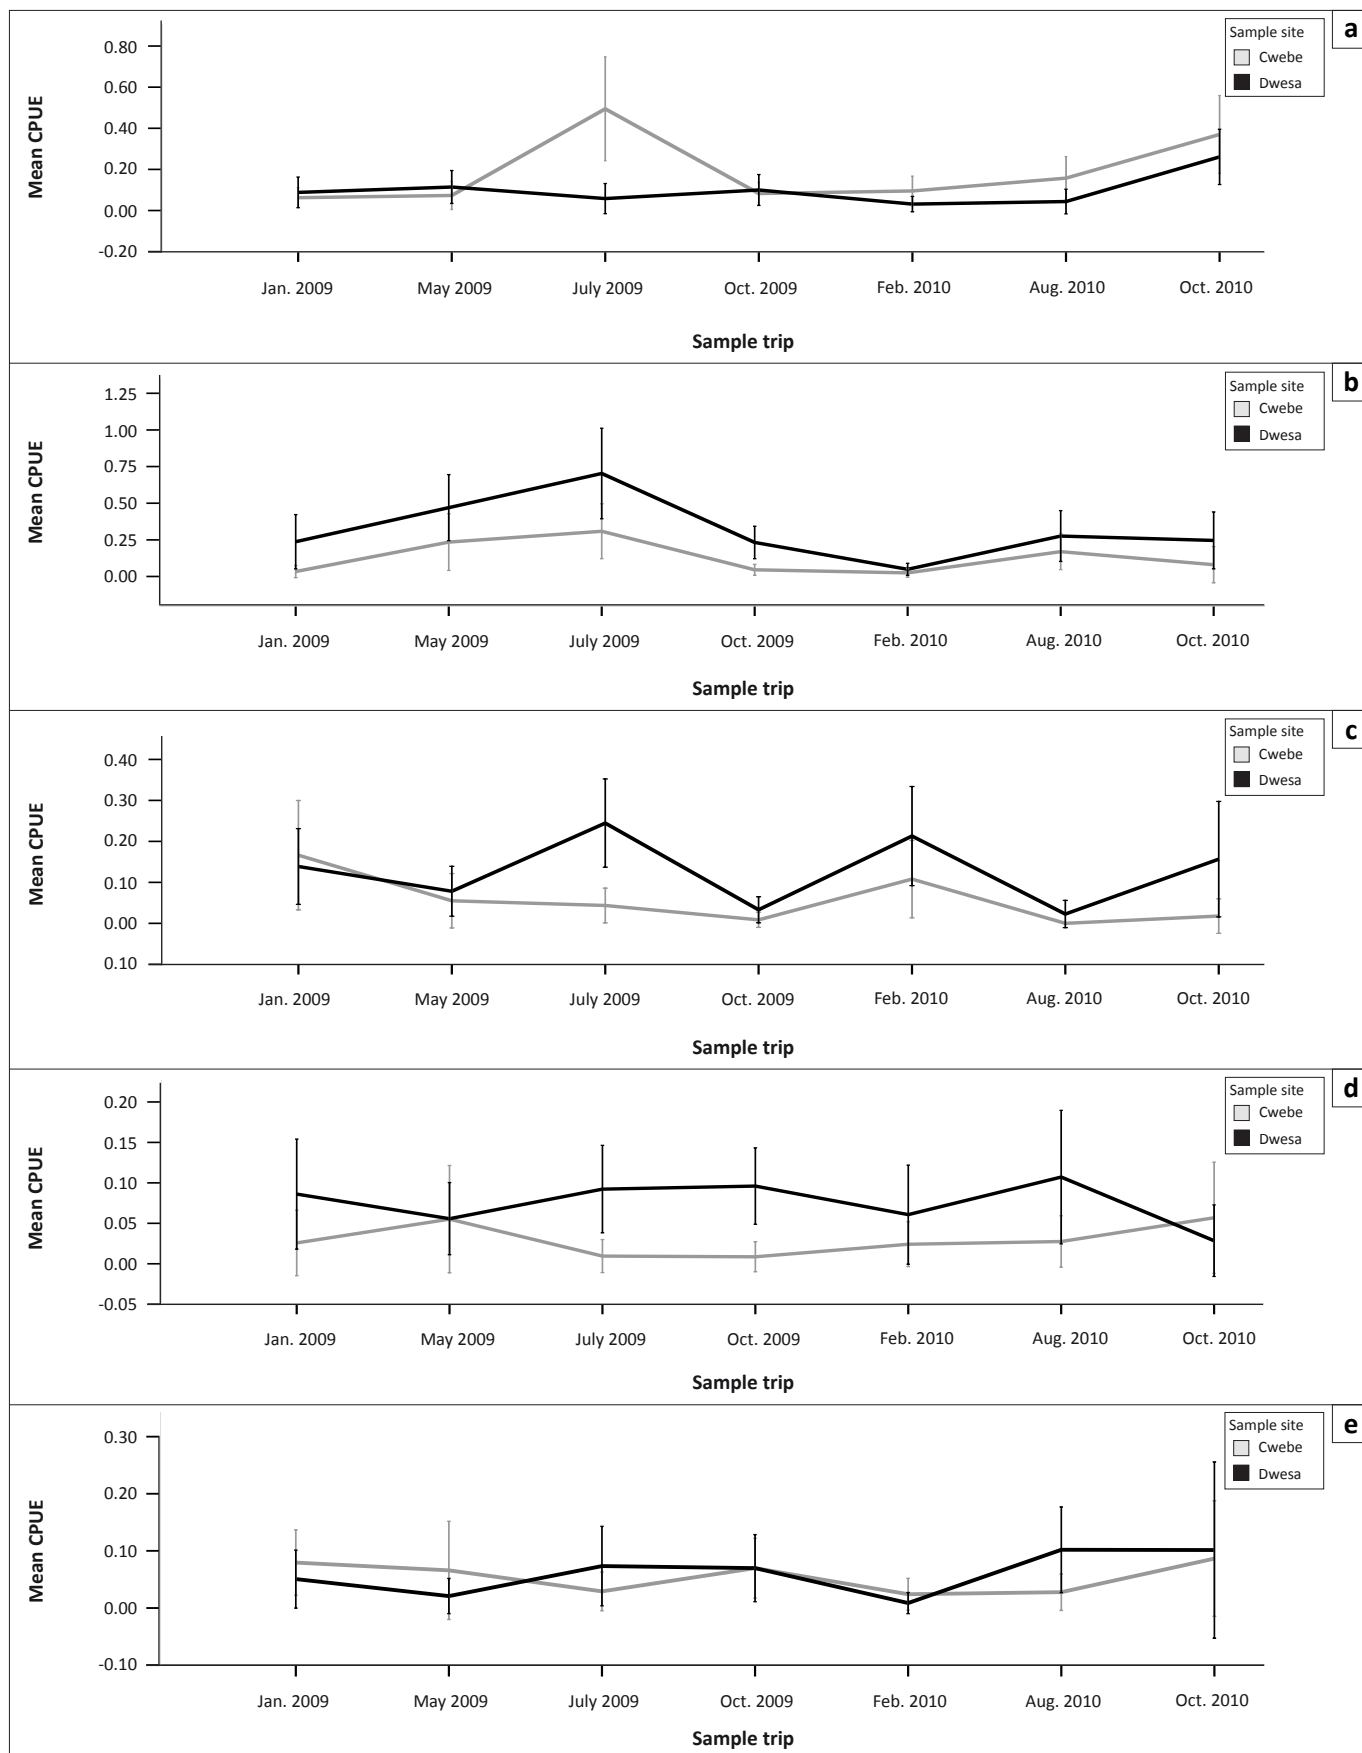 a
Sample site
Cwebe
Dwesa
Mean CPUE
0.80
0.60
0.40
0.20
0.00
-0.20
Jan. 2009 May 2009 July 2009 Oct. 2009 Feb. 2010 Aug. 2010 Oct. 2010
Sample trip
b
Sample site
Cwebe
Dwesa
Mean CPUE
1.25
1.00
0.75
0.50
0.25
0.00
Jan. 2009 May 2009 July 2009 Oct. 2009 Feb. 2010 Aug. 2010 Oct. 2010
Sample trip
c
Sample site
Cwebe
Dwesa
Mean CPUE
0.40
0.30
0.20
0.10
0.00
0.10
Jan. 2009 May 2009 July 2009 Oct. 2009 Feb. 2010 Aug. 2010 Oct. 2010
Sample trip
d
Sample site
Cwebe
Dwesa
Mean CPUE
0.20
0.15
0.10
0.05
0.00
-0.05
Jan. 2009 May 2009 July 2009 Oct. 2009 Feb. 2010 Aug. 2010 Oct. 2010
Sample trip
e
Sample site
Cwebe
Dwesa
Mean CPUE
0.30
0.20
0.10
0.00
-0.10
Jan. 2009 May 2009 July 2009 Oct. 2009 Feb. 2010 Aug. 2010 Oct. 2010
Sample trip